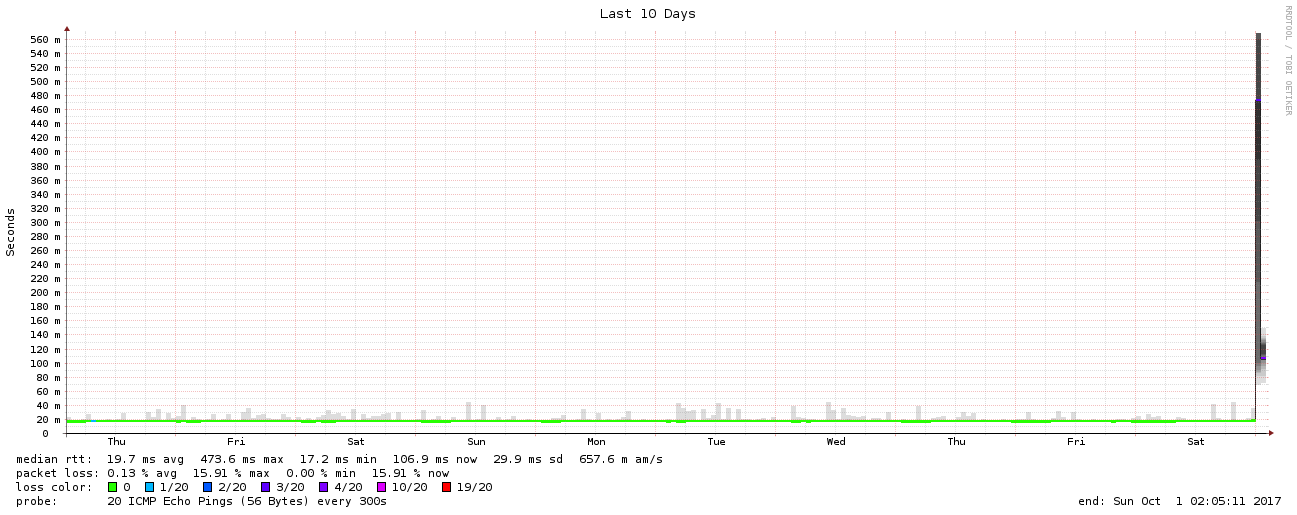 Last 10 Days
RRDTOOL / TOBI OETIKER
Seconds
560 m
540 m
520 m
500 m
480 m
460 m
440 m
420 m
400 m
380 m
360 m
340 m
320 m
300 m
280 m
260 m
240 m
220 m
200 m
180 m
160 m
140 m
120 m
100 m
80 m
60 m
40 m
20 m
0
Thu Fri Sat Sun Mon Tue Wed Thu Fri Sat
median rtt: 19.7 ms avg 473.6 ms max 17.2 ms min 106.9 ms now 29.9 ms sd 657.6 m am/s
packet loss: 0.13 % avg 15.91 % max 0.00 % min 15.91 % now
loss color: 0 1/20 2/20 3/20 4/20 10/20 19/20
probe: 20 ICMP Echo Pings (56 Bytes) every 300s end: Sun Oct 1 02:05:11 2017